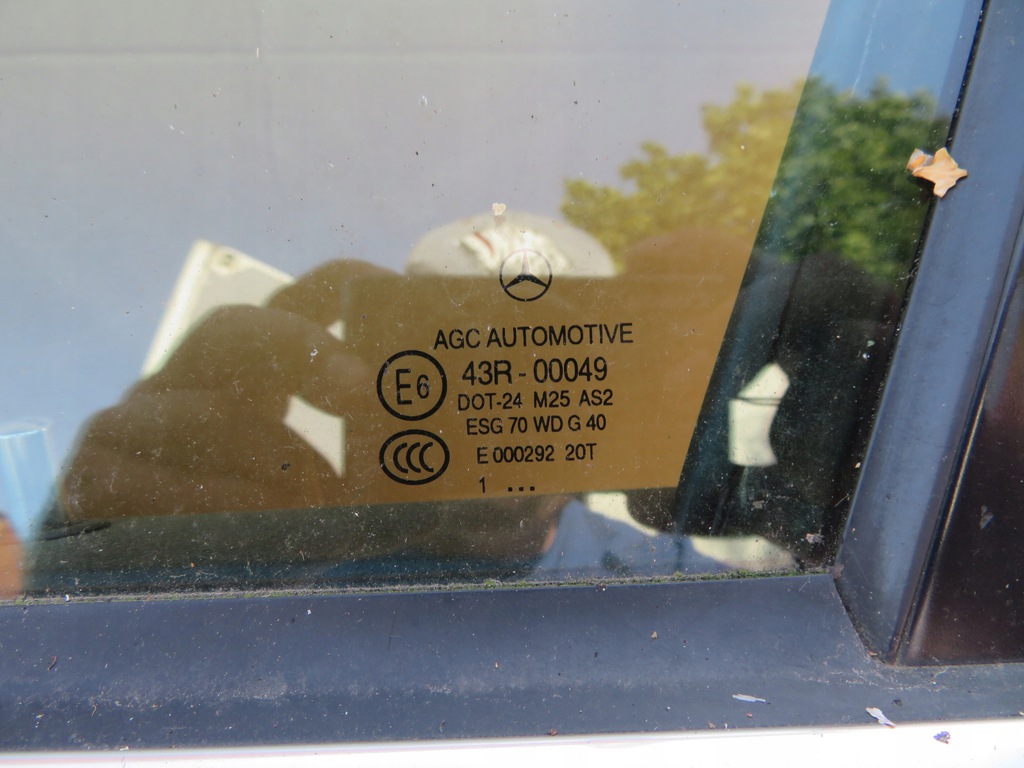 AGC AUTOMOTIVE
E6 43R - 00049
DOT-24 M25 AS2
ESG 70 WD G 40
CCC E 000292 20T
1 ...